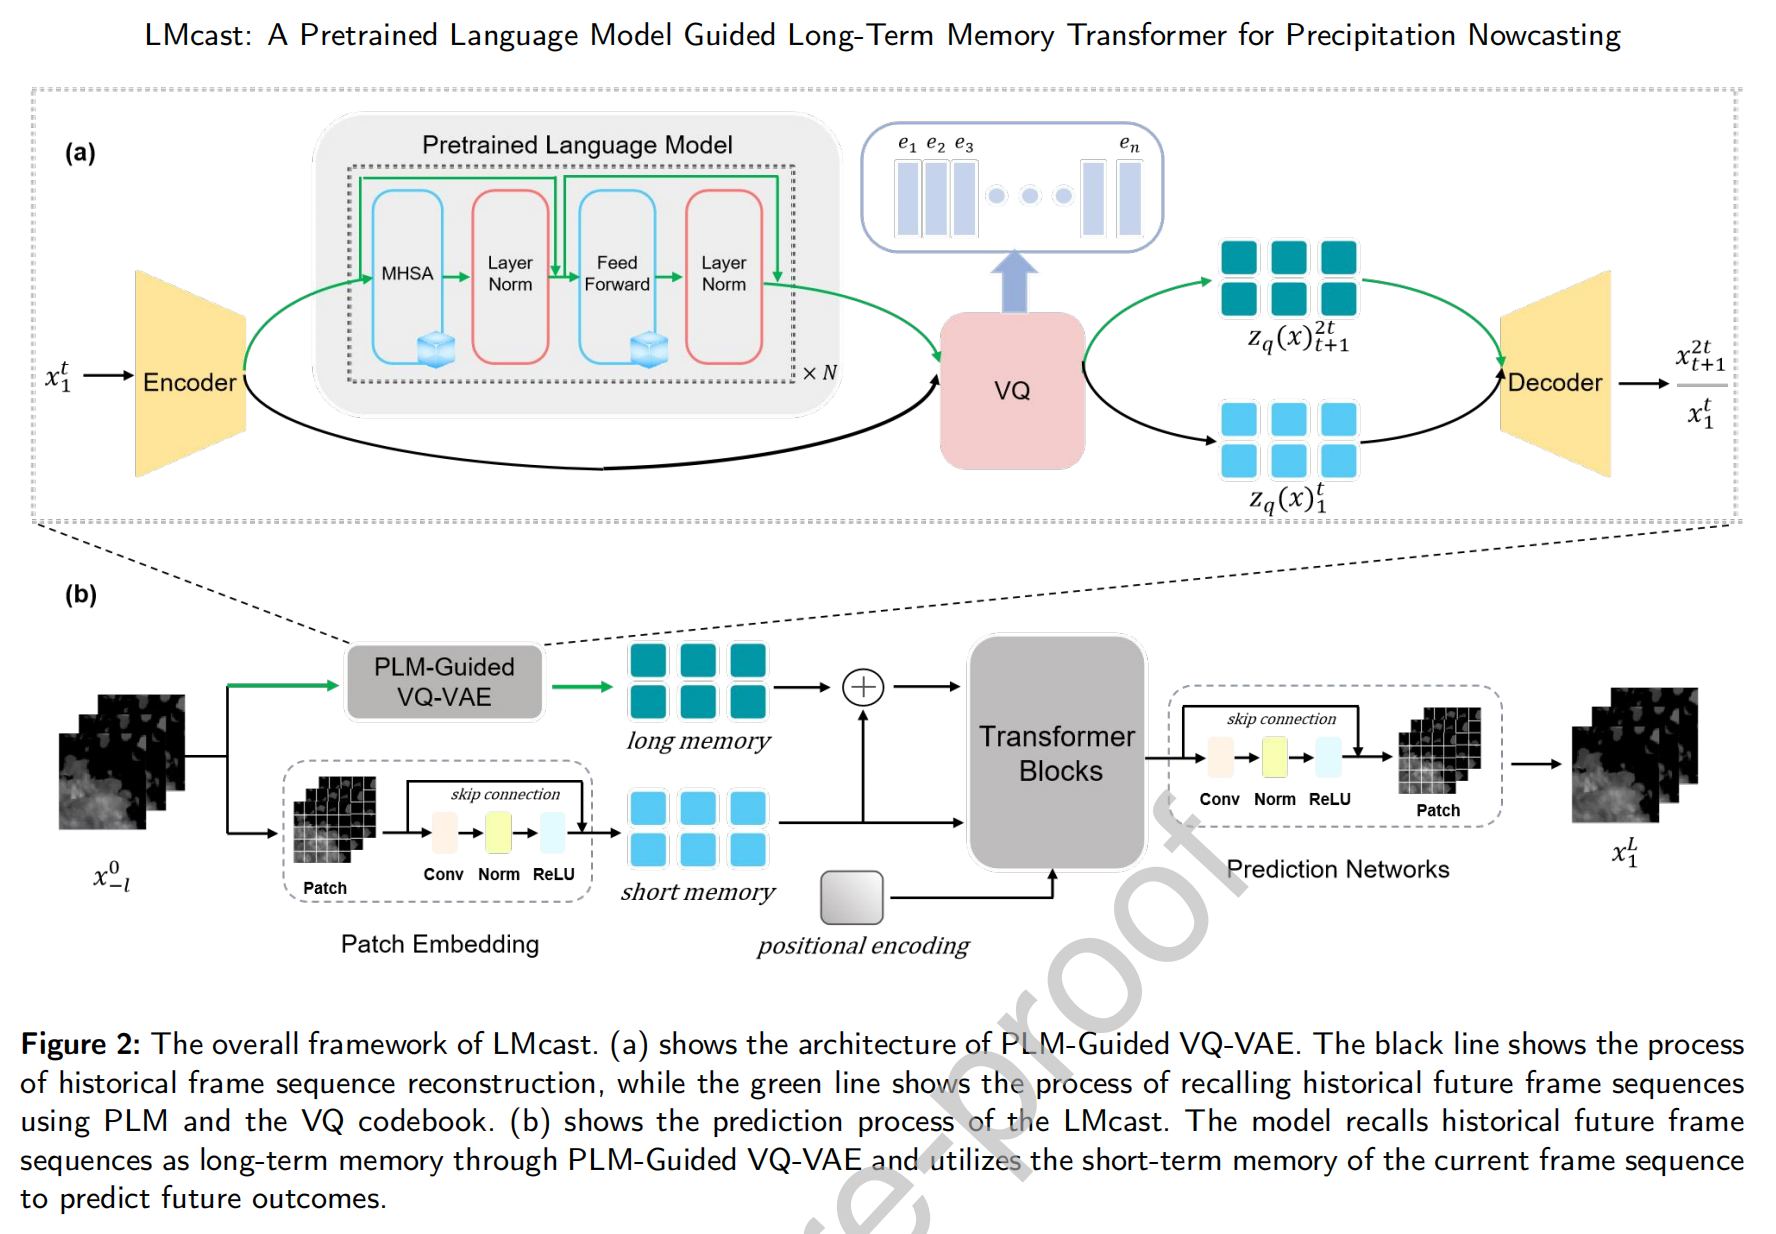 LMcast: A Pretrained Language Model Guided Long-Term Memory Transformer for Precipitation Nowcasting
(a)
Pretrained Language Model
MHSA
Layer Norm
Feed Forward
Layer Norm
× N
e₁ e₂ e₃ eₙ
x₁ᵗ
Encoder
VQ
z_q(x)_{t+1}^{2t}
z_q(x)_1^t
Decoder
x_{t+1}^{2t}
x_1^t
(b)
PLM-Guided
VQ-VAE
long memory
skip connection
Conv Norm ReLU
Patch
Patch Embedding
short memory
positional encoding
x_{-l}^0
Transformer
Blocks
skip connection
Conv Norm ReLU
Patch
Prediction Networks
x_1^L
Figure 2: The overall framework of LMcast. (a) shows the architecture of PLM-Guided VQ-VAE. The black line shows the process
of historical frame sequence reconstruction, while the green line shows the process of recalling historical future frame sequences
using PLM and the VQ codebook. (b) shows the prediction process of the LMcast. The model recalls historical future frame
sequences as long-term memory through PLM-Guided VQ-VAE and utilizes the short-term memory of the current frame sequence
to predict future outcomes.
re-proof